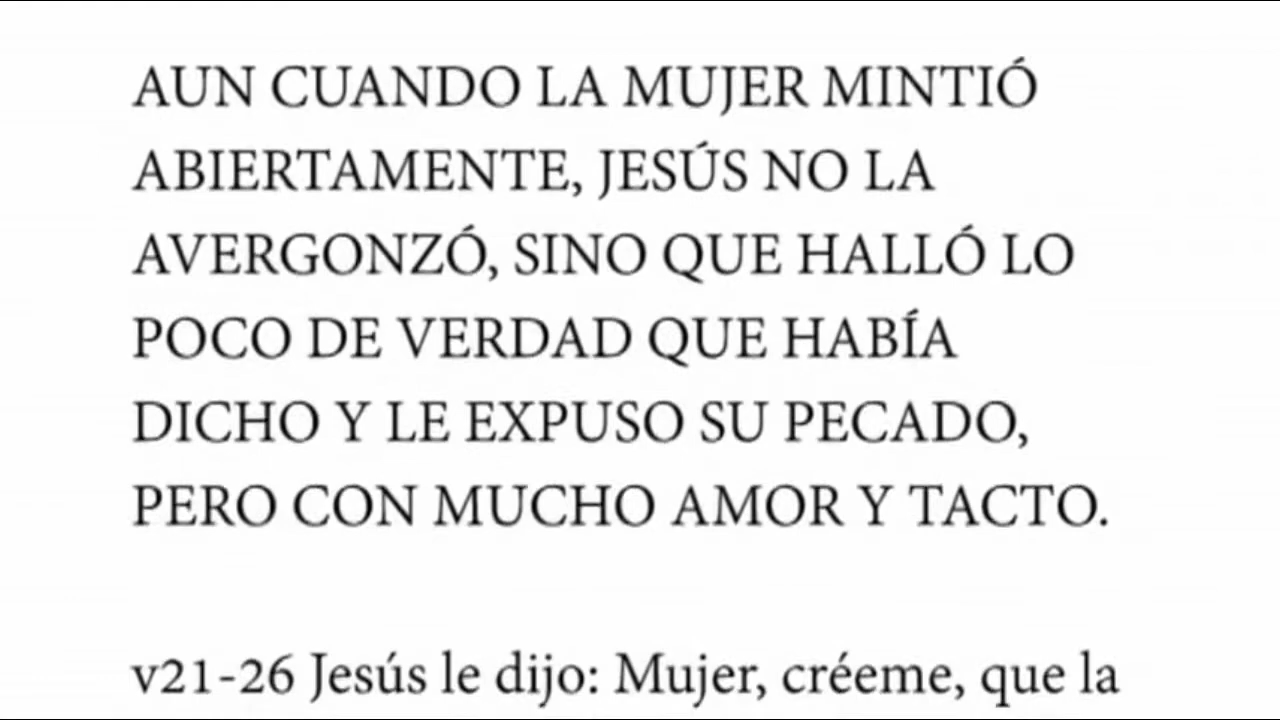 AUN CUANDO LA MUJER MINTIÓ
ABIERTAMENTE, JESÚS NO LA
AVERGONZÓ, SINO QUE HALLÓ LO
POCO DE VERDAD QUE HABÍA
DICHO Y LE EXPUSO SU PECADO,
PERO CON MUCHO AMOR Y TACTO.
v21-26 Jesús le dijo: Mujer, créeme, que la